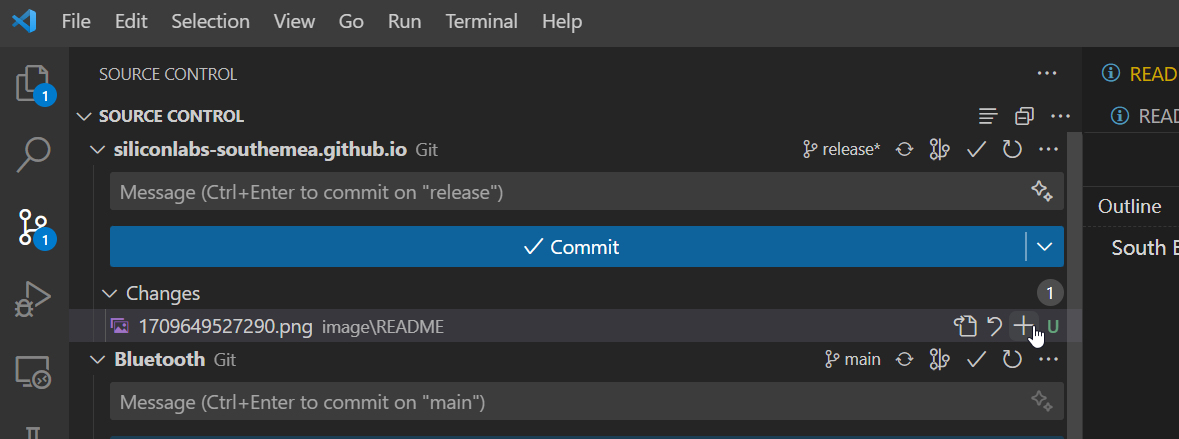 File Edit Selection View Go Run Terminal Help
SOURCE CONTROL
1
READ
SOURCE CONTROL
READ
siliconlabs-southemea.github.io Git release*
Message (Ctrl+Enter to commit on "release")
Outline
1
Commit
South E
Changes 1
1709649527290.png image\README U
Bluetooth Git main
Message (Ctrl+Enter to commit on "main")